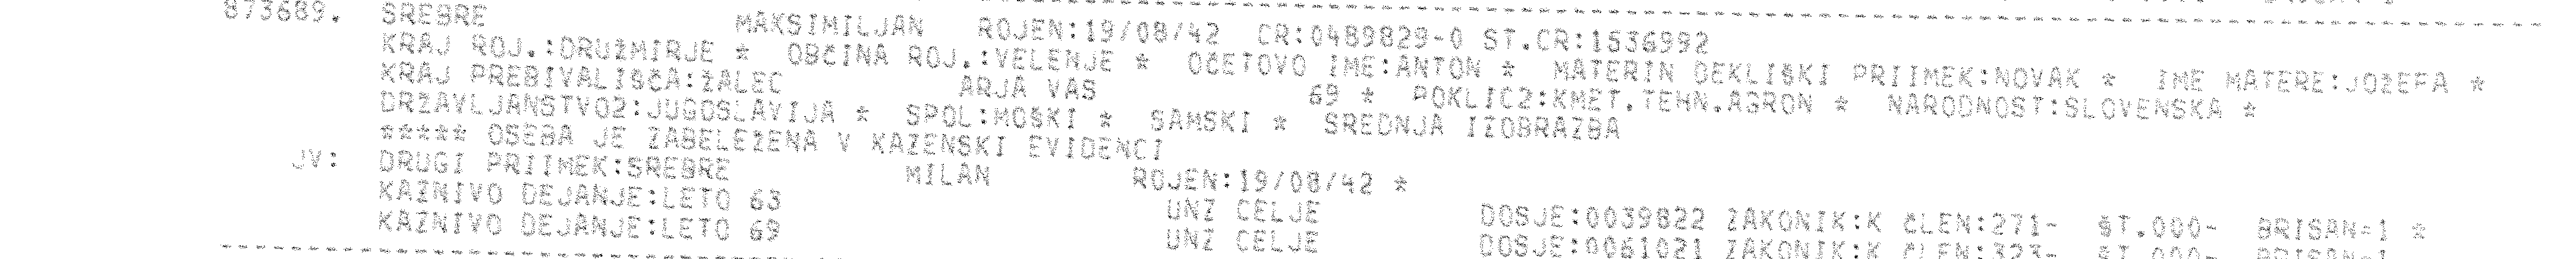 873689. SREBRE MAKSIMILJAN ROJEN:19/08/42 CR:0489829-0 ST.CR:1536992
KRAJ ROJ.:DRUŽMIRJE * OBČINA ROJ.:VELENJE * OČETOVO IME:ANTON * MATERIN DEKLIŠKI PRIIMEK:NOVAK * IME MATERE:JOŽEFA *
KRAJ PREBIVALIŠČA:ŽALEC ARJA VAS 69 * POKLIC2:KMET.TEHN.AGRON * NARODNOST:SLOVENSKA *
DRŽAVLJANSTVO2:JUGOSLAVIJA * SPOL:MOŠKI * SAMSKI * SREDNJA IZOBRAZBA
***** OSEBA JE ZABELEŽENA V KAZENSKI EVIDENCI
JV: DRUGI PRIIMEK:SREBRE MILAN ROJEN:19/08/42 *
KAZNIVO DEJANJE:LETO 63 UNZ CELJE DOSJE:0039822 ZAKONIK:K ČLEN:271- ŠT.000- BRISAN=1 *
KAZNIVO DEJANJE:LETO 69 UNZ CELJE DOSJE:0061021 ZAKONIK:K ČLEN:323- ŠT.000- BRISAN=1